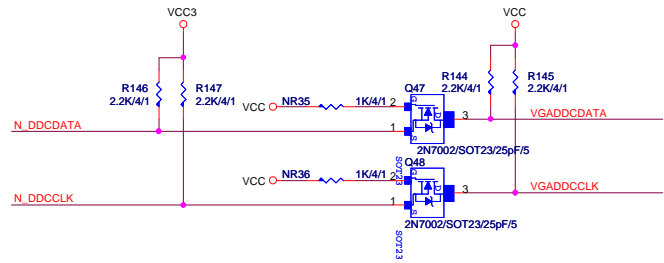 VCC3
VCC
R146
2.2K/4/1
R147
2.2K/4/1
R144
2.2K/4/1
R145
2.2K/4/1
Q47
VCC
NR35
1K/4/1
2
G
D
S
1
3
N_DDCDATA
VGADDCDATA
2N7002/SOT23/25pF/5
SOT23
Q48
VCC
NR36
1K/4/1
2
G
D
S
1
3
N_DDCCLK
VGADDCCLK
2N7002/SOT23/25pF/5
SOT23